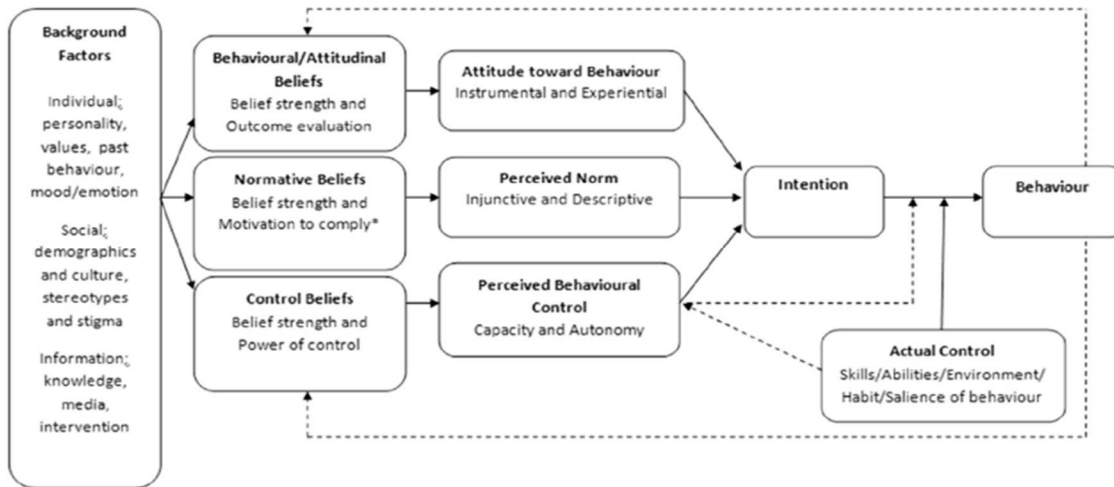 Background
Factors
Individual;
personality,
values, past
behaviour,
mood/emotion
Social;
demographics
and culture,
stereotypes
and stigma
Information;
knowledge,
media,
intervention
Behavioural/Attitudinal
Beliefs
Belief strength and
Outcome evaluation
Normative Beliefs
Belief strength and
Motivation to comply*
Control Beliefs
Belief strength and
Power of control
Attitude toward Behaviour
Instrumental and Experiential
Perceived Norm
Injunctive and Descriptive
Perceived Behavioural
Control
Capacity and Autonomy
Intention
Behaviour
Actual Control
Skills/Abilities/Environment/
Habit/Salience of behaviour